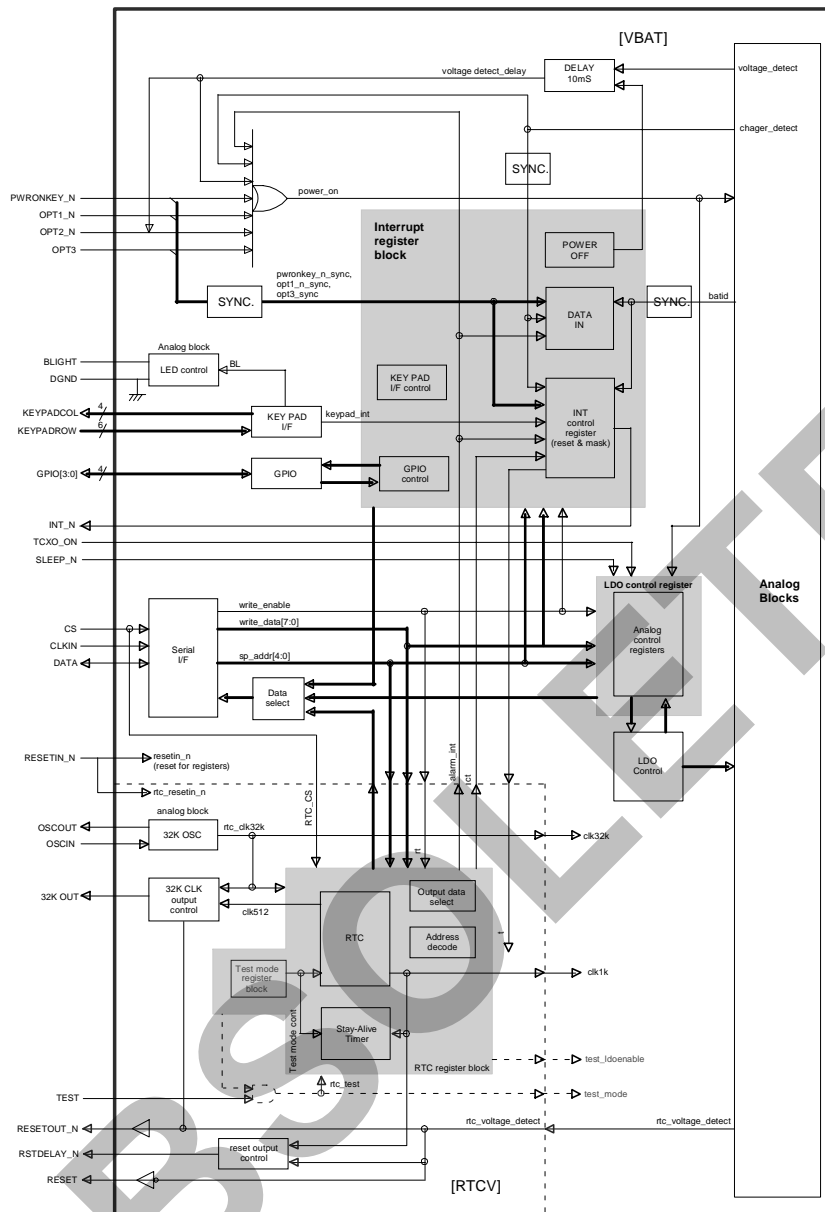 [VBAT]
voltage detect_delay
DELAY
10mS
voltage_detect
chager_detect
SYNC.
PWRONKEY_N
OPT1_N
OPT2_N
OPT3
power_on
Interrupt
register
block
POWER
OFF
pwronkey_n_sync,
opt1_n_sync,
opt3_sync
SYNC.
DATA
IN
SYNC.
batid
Analog block
BLIGHT
DGND
LED control
BL
KEY PAD
I/F control
KEYPADCOL
4
KEYPADROW
6
KEY PAD
I/F
keypad_int
INT
control
register
(reset & mask)
GPIO[3:0]
4
GPIO
GPIO
control
INT_N
TCXO_ON
SLEEP_N
LDO control register
Analog
Blocks
Analog
control
registers
CS
CLKIN
DATA
Serial
I/F
write_enable
write_data[7:0]
sp_addr[4:0]
Data
select
LDO
Control
RESETIN_N
resetin_n
(reset for registers)
rtc_resetin_n
RTC_CS
alarm_int
ct
rt
t
analog block
OSCOUT
OSCIN
32K OSC
rtc_clk32k
clk32k
32K OUT
32K CLK
output
control
clk512
RTC
Output data
select
Address
decode
clk1k
Test mode
register
block
Test mode cont
Stay-Alive
Timer
RTC register block
test_ldoenable
TEST
rtc_test
test_mode
RESETOUT_N
rtc_voltage_detect
rtc_voltage_detect
RSTDELAY_N
reset output
control
RESET
[RTCV]
OBSOLETE